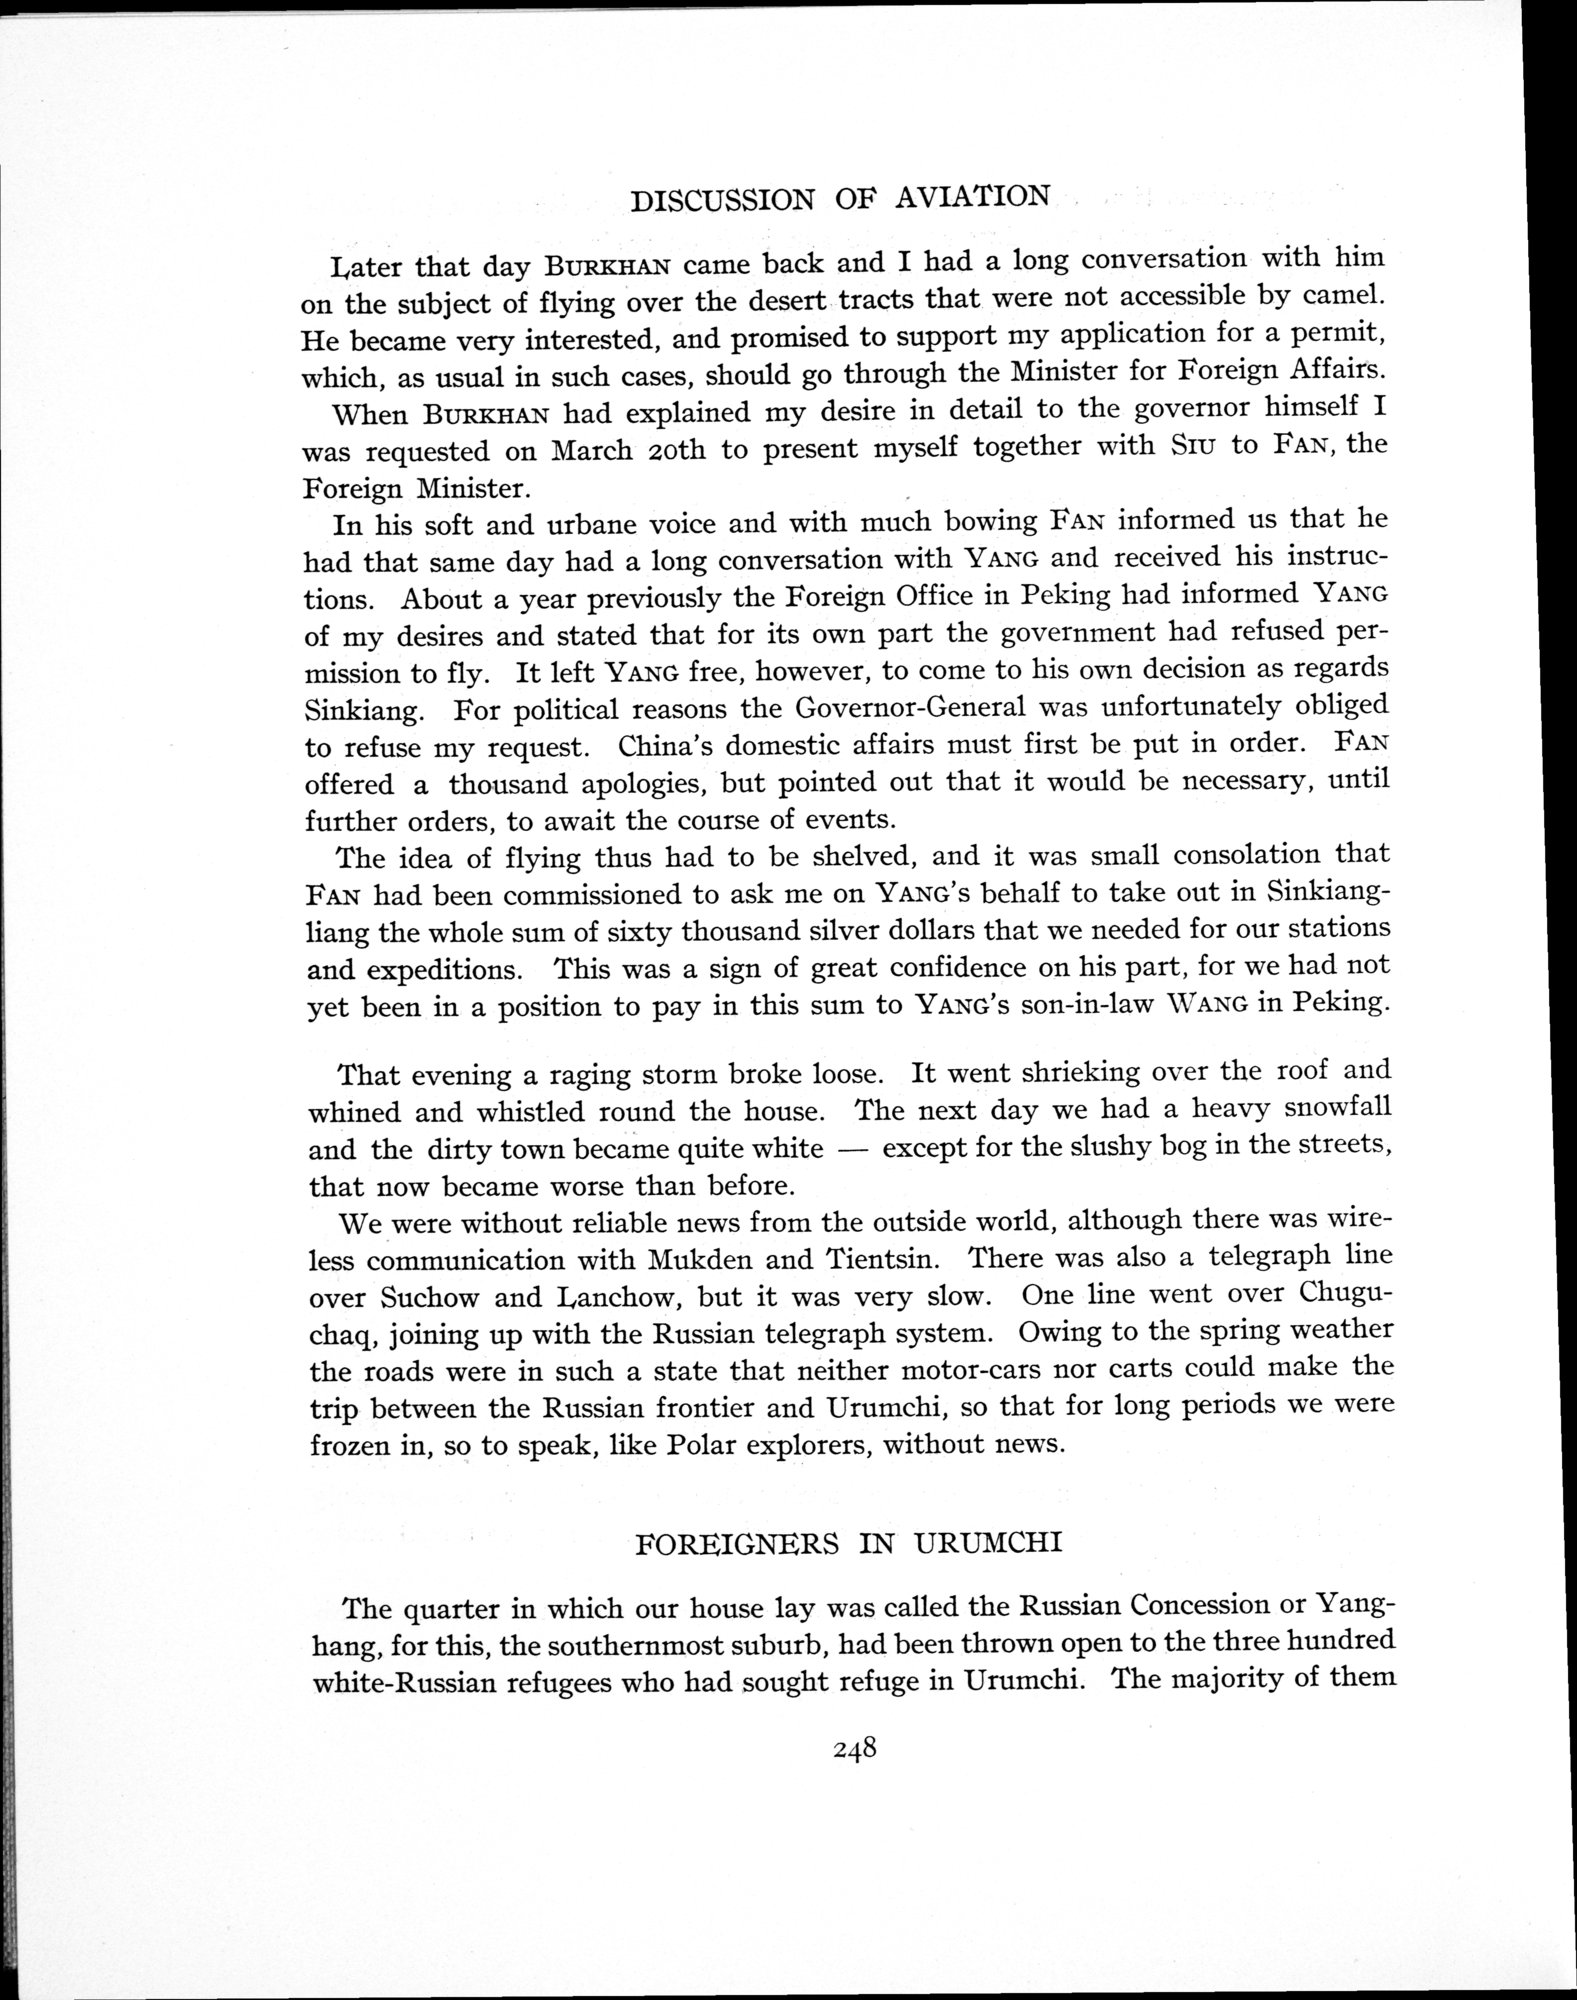 DISCUSSION OF AVIATION
Later that day BURKHAN came back and I had a long conversation with him
on the subject of flying over the desert tracts that were not accessible by camel.
He became very interested, and promised to support my application for a permit,
which, as usual in such cases, should go through the Minister for Foreign Affairs.
When BURKHAN had explained my desire in detail to the governor himself I
was requested on March 20th to present myself together with SIU to FAN, the
Foreign Minister.
In his soft and urbane voice and with much bowing FAN informed us that he
had that same day had a long conversation with YANG and received his instruc-
tions. About a year previously the Foreign Office in Peking had informed YANG
of my desires and stated that for its own part the government had refused per-
mission to fly. It left YANG free, however, to come to his own decision as regards
Sinkiang. For political reasons the Governor-General was unfortunately obliged
to refuse my request. China's domestic affairs must first be put in order. FAN
offered a thousand apologies, but pointed out that it would be necessary, until
further orders, to await the course of events.
The idea of flying thus had to be shelved, and it was small consolation that
FAN had been commissioned to ask me on YANG's behalf to take out in Sinkiang-
liang the whole sum of sixty thousand silver dollars that we needed for our stations
and expeditions. This was a sign of great confidence on his part, for we had not
yet been in a position to pay in this sum to YANG's son-in-law WANG in Peking.
That evening a raging storm broke loose. It went shrieking over the roof and
whined and whistled round the house. The next day we had a heavy snowfall
and the dirty town became quite white — except for the slushy bog in the streets,
that now became worse than before.
We were without reliable news from the outside world, although there was wire-
less communication with Mukden and Tientsin. There was also a telegraph line
over Suchow and Lanchow, but it was very slow. One line went over Chugu-
chaq, joining up with the Russian telegraph system. Owing to the spring weather
the roads were in such a state that neither motor-cars nor carts could make the
trip between the Russian frontier and Urumchi, so that for long periods we were
frozen in, so to speak, like Polar explorers, without news.
FOREIGNERS IN URUMCHI
The quarter in which our house lay was called the Russian Concession or Yang-
hang, for this, the southernmost suburb, had been thrown open to the three hundred
white-Russian refugees who had sought refuge in Urumchi. The majority of them
248